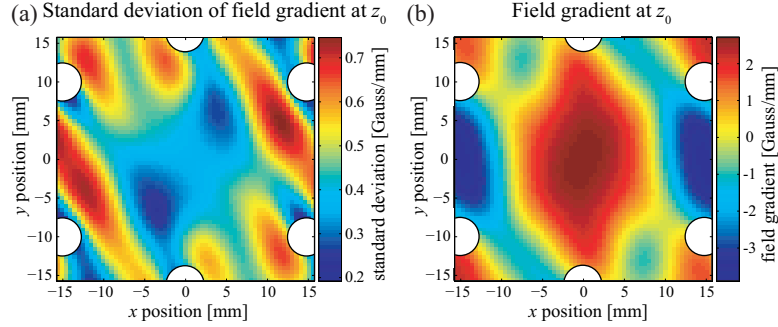 (a) Standard deviation of field gradient at z₀
15
10
5
0
−5
−10
−15
y position [mm]
−15 −10 −5 0 5 10 15
x position [mm]
0.7
0.6
0.5
0.4
0.3
0.2
standard deviation [Gauss/mm]
(b) Field gradient at z₀
15
10
5
0
−5
−10
−15
y position [mm]
−15 −10 −5 0 5 10 15
x position [mm]
2
1
0
−1
−2
−3
field gradient [Gauss/mm]